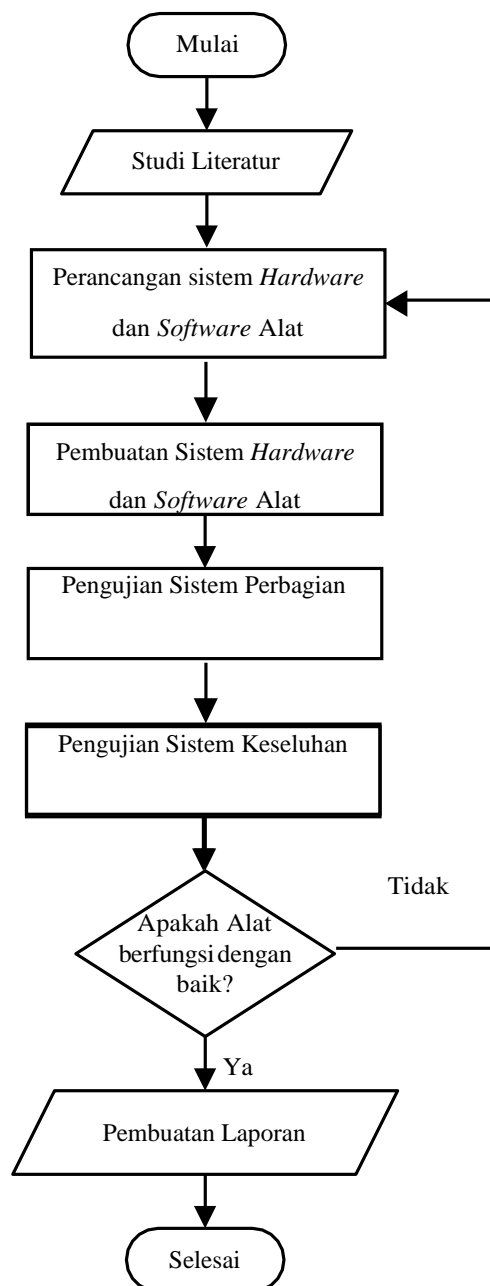 Mulai
Studi Literatur
Perancangan sistem Hardware
dan Software Alat
Pembuatan Sistem Hardware
dan Software Alat
Pengujian Sistem Perbagian
Pengujian Sistem Keseluhan
Apakah Alat
berfungsi dengan
baik?
Tidak
Ya
Pembuatan Laporan
Selesai